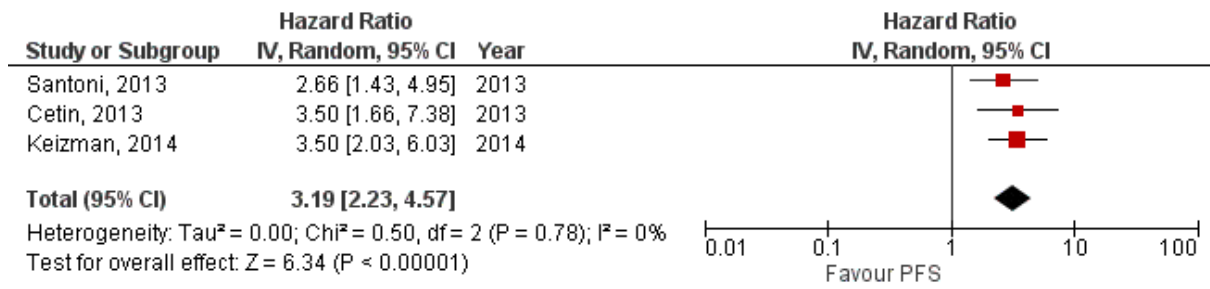 Hazard Ratio Hazard Ratio
Study or Subgroup IV, Random, 95% CI Year IV, Random, 95% CI
Santoni, 2013 2.66 [1.43, 4.95] 2013
Cetin, 2013 3.50 [1.66, 7.38] 2013
Keizman, 2014 3.50 [2.03, 6.03] 2014
Total (95% CI) 3.19 [2.23, 4.57]
Heterogeneity: Tau² = 0.00; Chi² = 0.50, df = 2 (P = 0.78); I² = 0%
Test for overall effect: Z = 6.34 (P < 0.00001)
0.01 0.1 1 10 100
Favour PFS